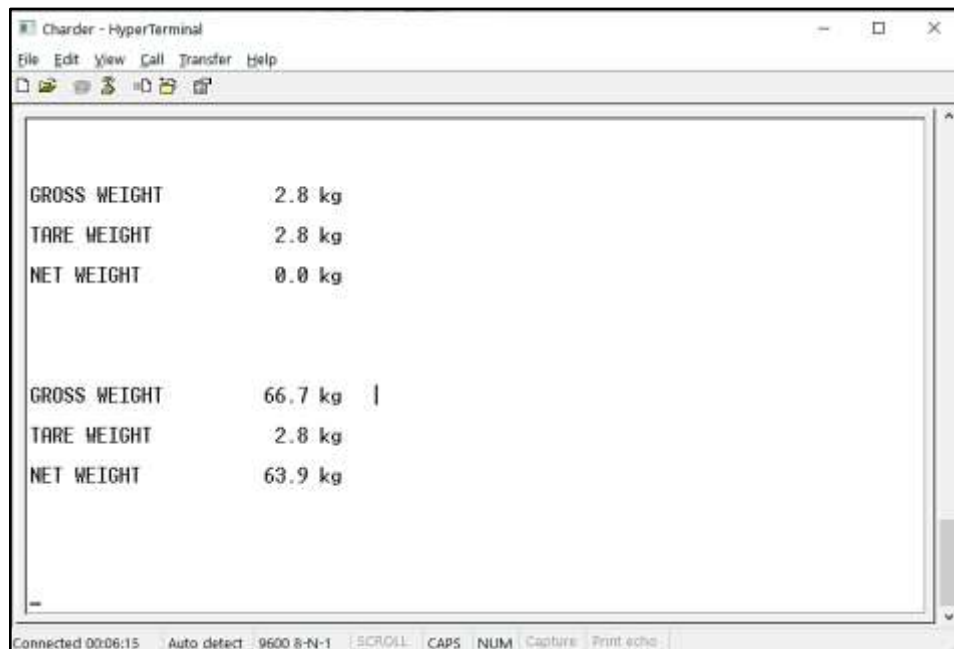 Charder - HyperTerminal
File Edit View Call Transfer Help
GROSS WEIGHT 2.8 kg
TARE WEIGHT 2.8 kg
NET WEIGHT 0.0 kg
GROSS WEIGHT 66.7 kg
TARE WEIGHT 2.8 kg
NET WEIGHT 63.9 kg
Connected 00:06:15 Auto detect 9600 8-N-1 SCROLL CAPS NUM Capture Print echo